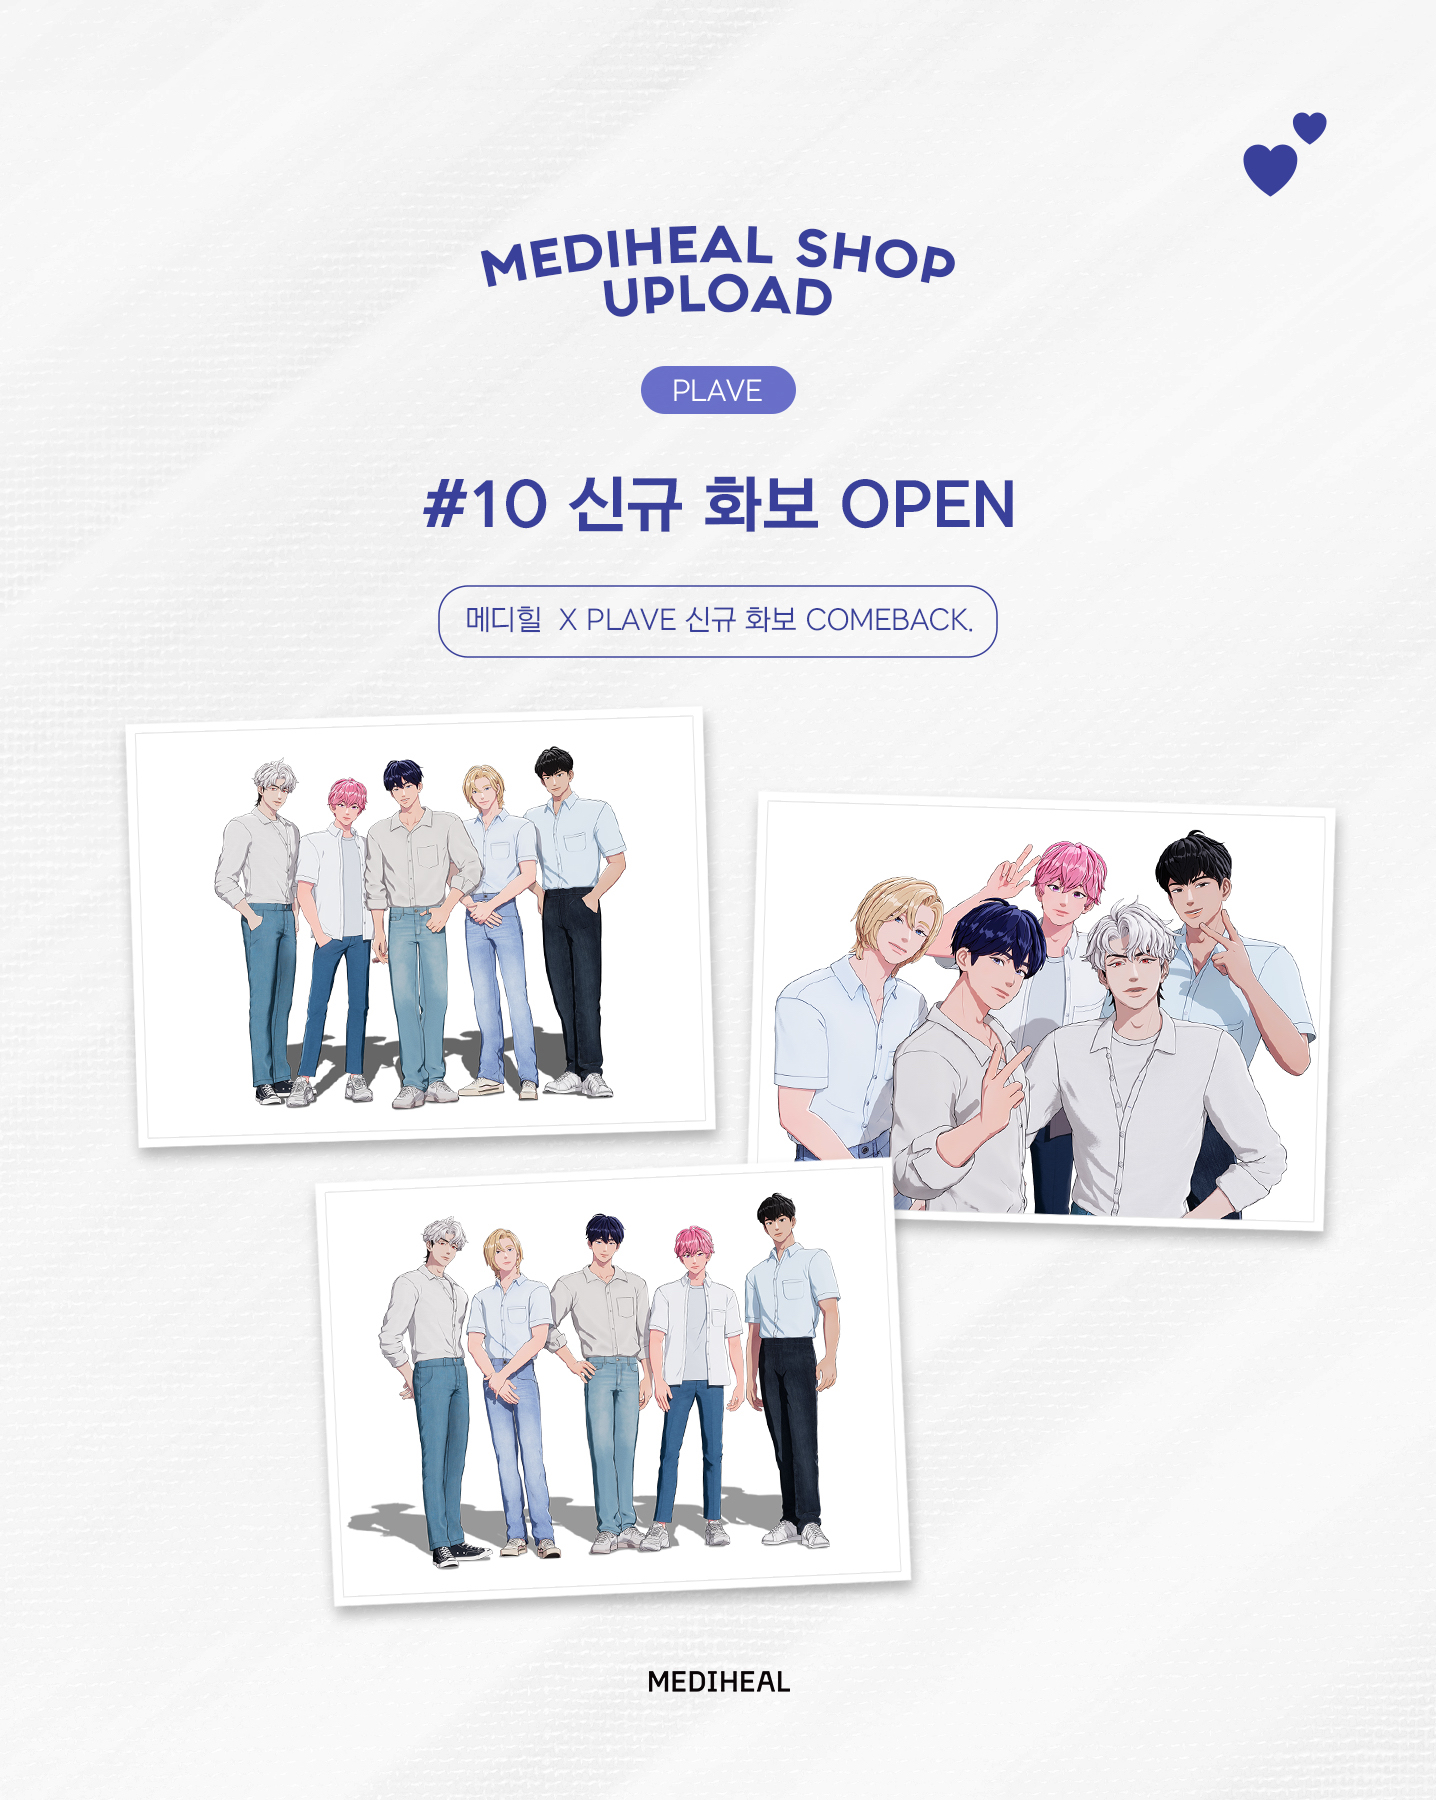 MEDIHEAL SHOP
UPLOAD
PLAVE
#10 신규 화보 OPEN
메디힐 X PLAVE 신규 화보 COMEBACK.
MEDIHEAL